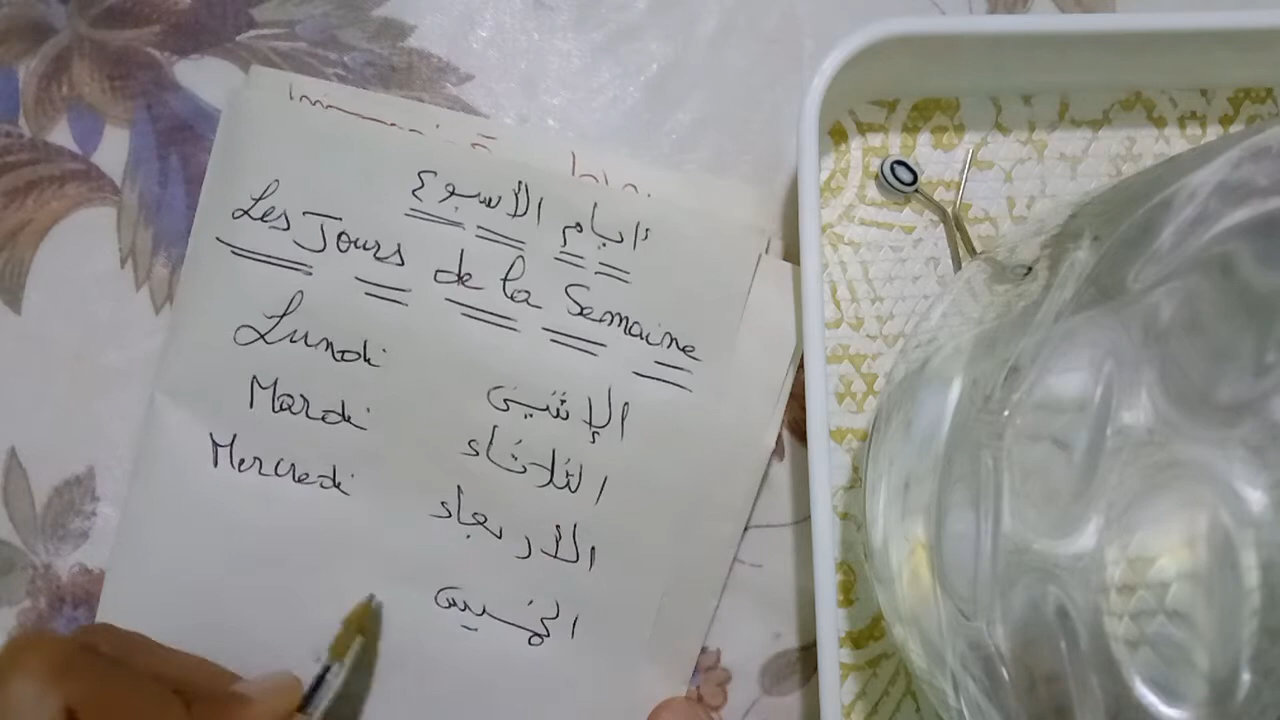 أيام الأسبوع
Les Jours de la Semaine
Lundi الإثنين
Mardi الثلاثاء
Mercredi الأربعاء
الخميس